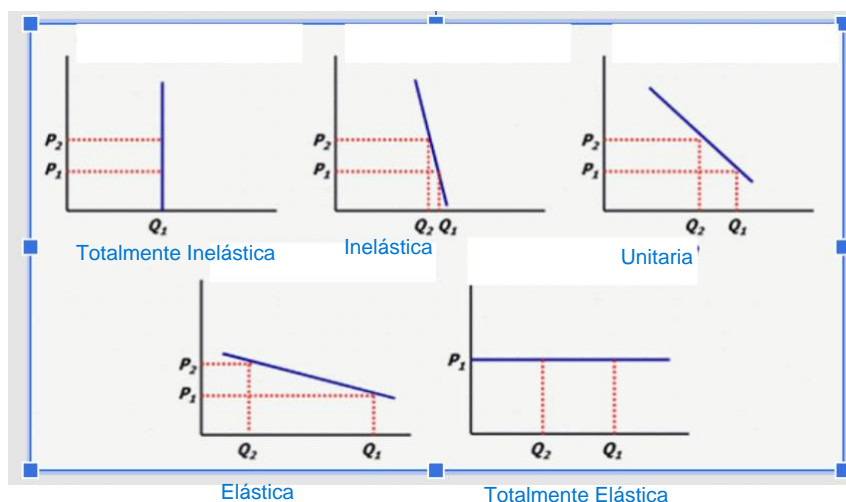 P₂
P₁
Q₁
Totalmente Inelástica
P₂
P₁
Q₂ Q₁
Inelástica
P₂
P₁
Q₂ Q₁
Unitaria
P₂
P₁
Q₂ Q₁
Elástica
P₁
Q₂ Q₁
Totalmente Elástica